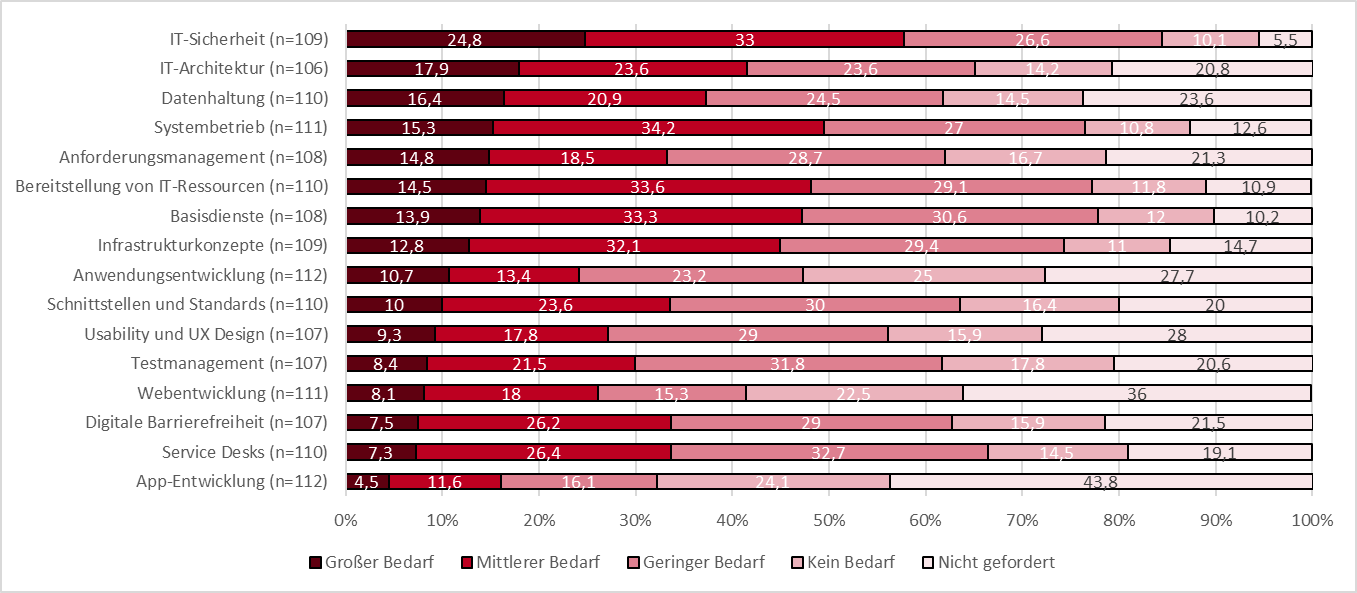 IT-Sicherheit (n=109) 24,8 33 26,6 10,1 5,5
IT-Architektur (n=106) 17,9 23,6 23,6 14,2 20,8
Datenhaltung (n=110) 16,4 20,9 24,5 14,5 23,6
Systembetrieb (n=111) 15,3 34,2 27 10,8 12,6
Anforderungsmanagement (n=108) 14,8 18,5 28,7 16,7 21,3
Bereitstellung von IT-Ressourcen (n=110) 14,5 33,6 29,1 11,8 10,9
Basisdienste (n=108) 13,9 33,3 30,6 12 10,2
Infrastrukturkonzepte (n=109) 12,8 32,1 29,4 11 14,7
Anwendungsentwicklung (n=112) 10,7 13,4 23,2 25 27,7
Schnittstellen und Standards (n=110) 10 23,6 30 16,4 20
Usability und UX Design (n=107) 9,3 17,8 29 15,9 28
Testmanagement (n=107) 8,4 21,5 31,8 17,8 20,6
Webentwicklung (n=111) 8,1 18 15,3 22,5 36
Digitale Barrierefreiheit (n=107) 7,5 26,2 29 15,9 21,5
Service Desks (n=110) 7,3 26,4 32,7 14,5 19,1
App-Entwicklung (n=112) 4,5 11,6 16,1 24,1 43,8
0% 10% 20% 30% 40% 50% 60% 70% 80% 90% 100%
Großer Bedarf Mittlerer Bedarf Geringer Bedarf Kein Bedarf Nicht gefordert